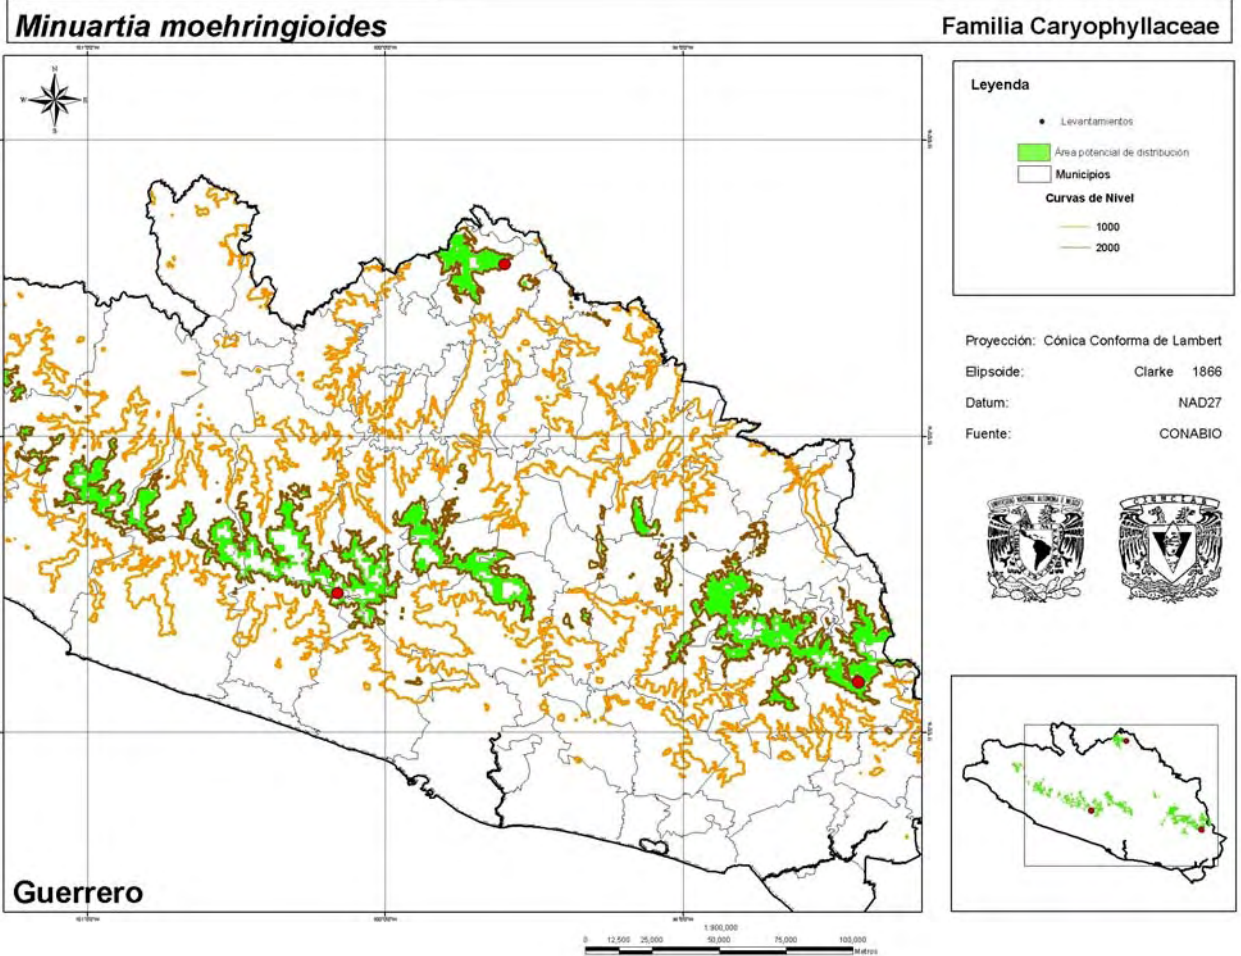 Minuartia moehringioides
Familia Caryophyllaceae
N
W
E
S
Leyenda
Levantamientos
Área potencial de distribución
Municipios
Curvas de Nivel
1000
2000
Proyección: Cónica Conforma de Lambert
Elipsoide: Clarke 1866
Datum: NAD27
Fuente: CONABIO
Guerrero
1:900,000
0 12,500 25,000 50,000 75,000 100,000
Metros